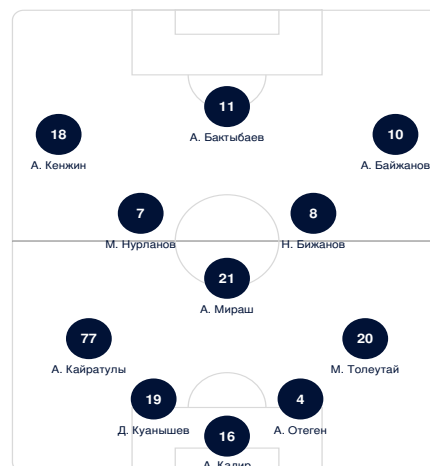 11
А. Бактыбаев
18
А. Кенжин
10
А. Байжанов
7
М. Нурланов
8
Н. Бижанов
21
А. Мираш
77
А. Кайратулы
20
М. Толеутай
19
Д. Куанышев
4
А. Отеген
16
А. Кадир